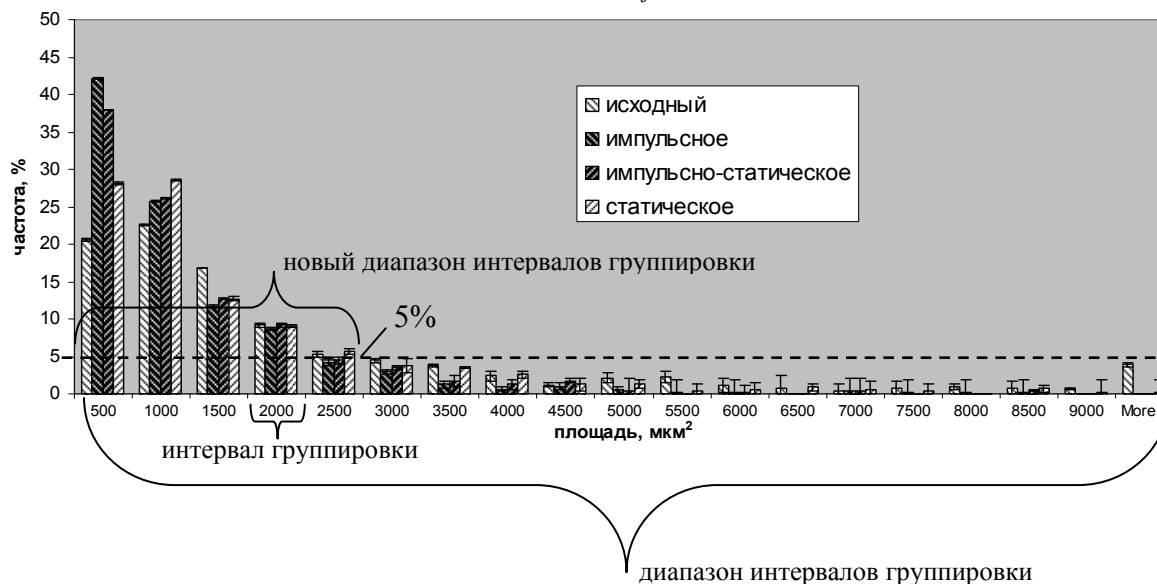 50
45
40
35
30
25
20
15
10
5
0
частота, %
исходный
импульсное
импульсно-статическое
статическое
новый диапазон интервалов группировки
5%
500 1000 1500 2000 2500 3000 3500 4000 4500 5000 5500 6000 6500 7000 7500 8000 8500 9000 More
площадь, мкм²
интервал группировки
диапазон интервалов группировки